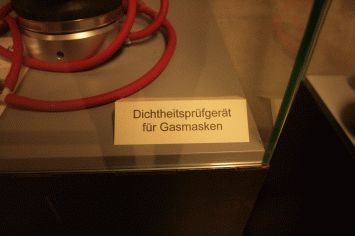 Dichtheitsprüfgerät
für Gasmasken